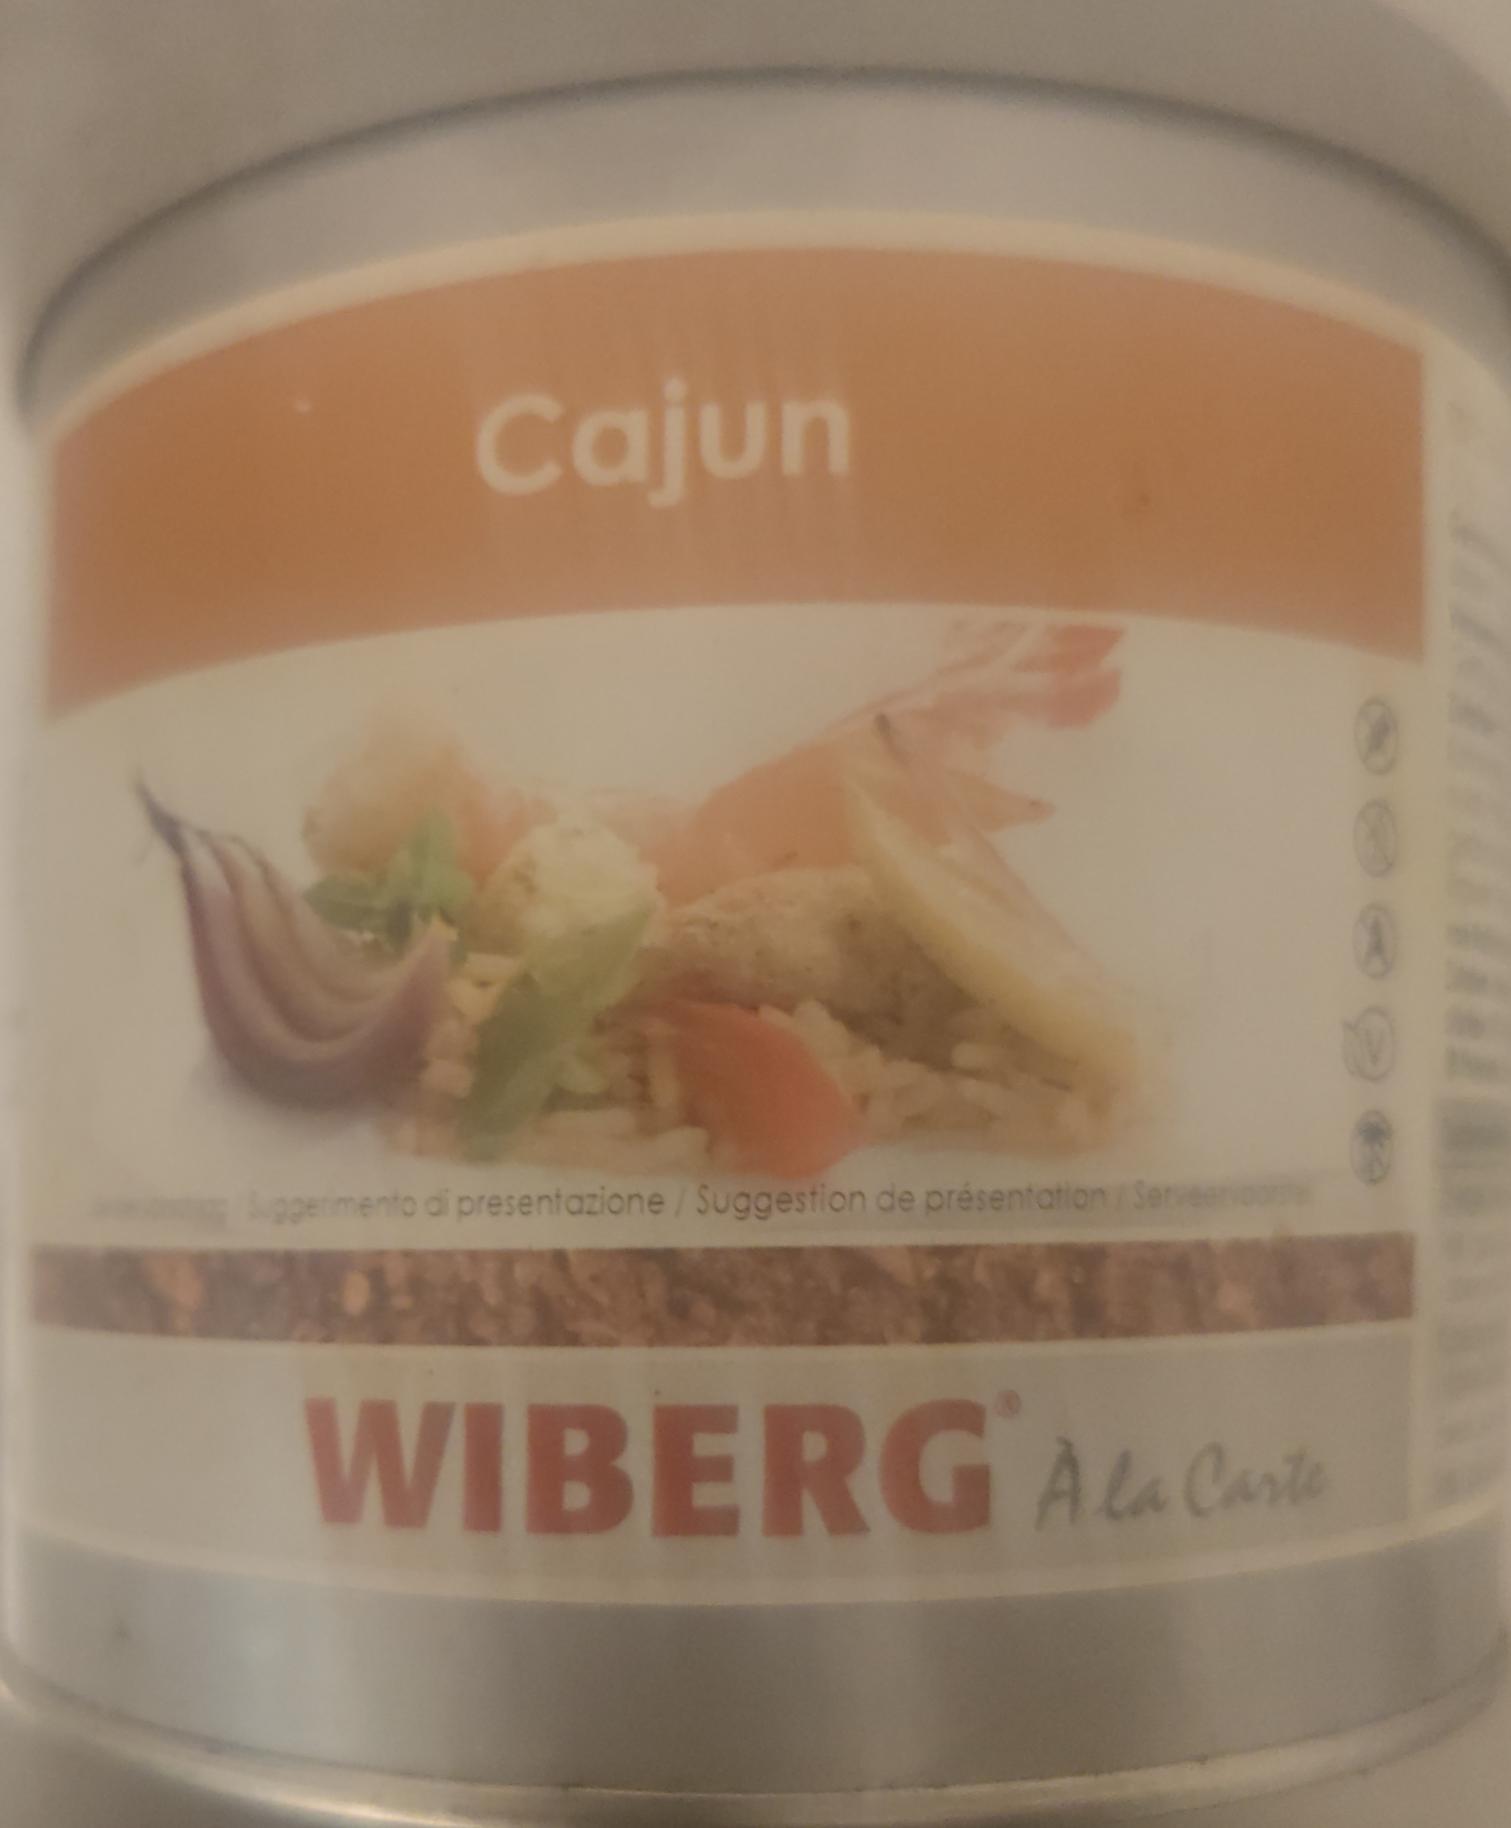 Cajun
Suggerimento di presentazione / Suggestion de présentation /
WIBERG® À la Carte